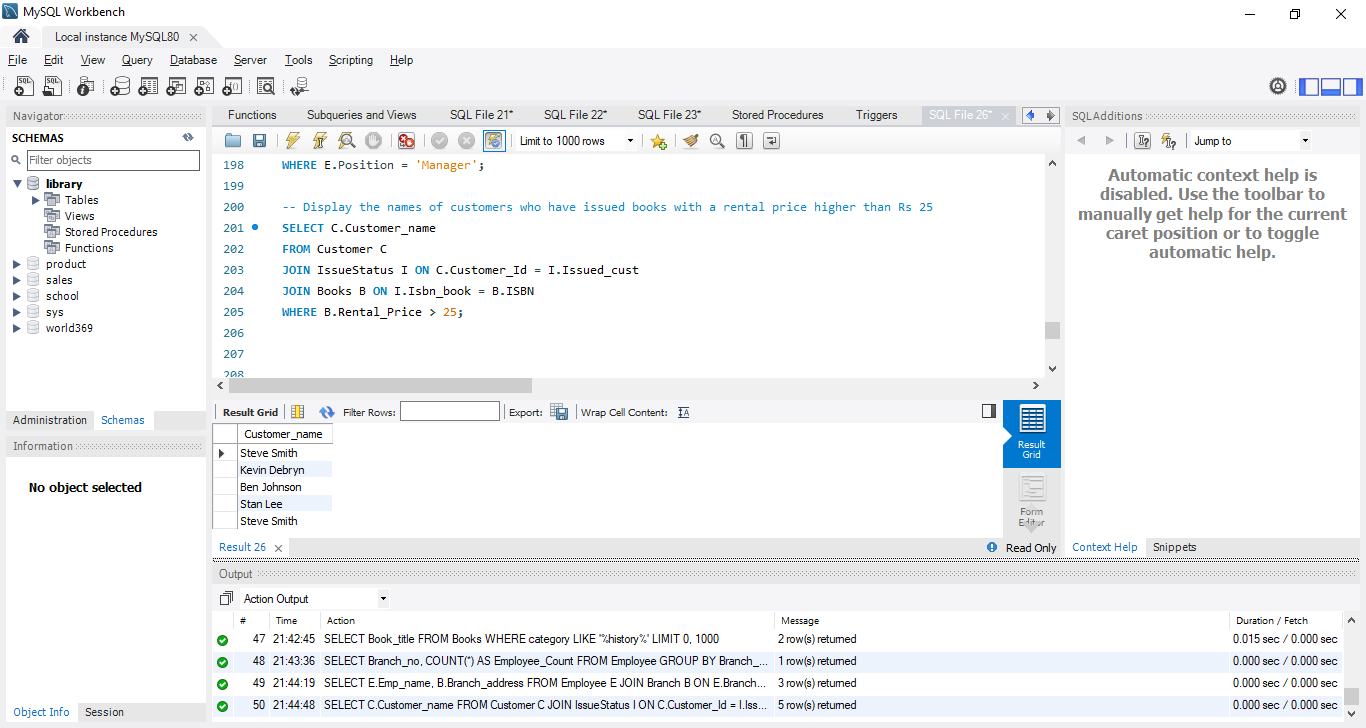 MySQL Workbench
Local instance MySQL80
File Edit View Query Database Server Tools Scripting Help
Navigator
SCHEMAS
Filter objects
library
Tables
Views
Stored Procedures
Functions
product
sales
school
sys
world369
Administration Schemas
Information
No object selected
Object Info Session
Functions Subqueries and Views SQL File 21* SQL File 22* SQL File 23* Stored Procedures Triggers SQL File 26*
Limit to 1000 rows
198 WHERE E.Position = 'Manager';
199
200 -- Display the names of customers who have issued books with a rental price higher than Rs 25
201 SELECT C.Customer_name
202 FROM Customer C
203 JOIN IssueStatus I ON C.Customer_Id = I.Issued_cust
204 JOIN Books B ON I.Isbn_book = B.ISBN
205 WHERE B.Rental_Price > 25;
206
207
208
Result Grid Filter Rows: Export: Wrap Cell Content:
Customer_name
Steve Smith
Kevin Debryn
Ben Johnson
Stan Lee
Steve Smith
Result Grid
Form Editor
Result 26
Read Only
SQLAdditions
Jump to
Automatic context help is
disabled. Use the toolbar to
manually get help for the current
caret position or to toggle
automatic help.
Context Help Snippets
Output
Action Output
# Time Action Message Duration / Fetch
47 21:42:45 SELECT Book_title FROM Books WHERE category LIKE '%history%' LIMIT 0, 1000 2 row(s) returned 0.015 sec / 0.000 sec
48 21:43:36 SELECT Branch_no, COUNT(*) AS Employee_Count FROM Employee GROUP BY Branch_... 1 row(s) returned 0.000 sec / 0.000 sec
49 21:44:19 SELECT E.Emp_name, B.Branch_address FROM Employee E JOIN Branch B ON E.Branch... 3 row(s) returned 0.000 sec / 0.000 sec
50 21:44:48 SELECT C.Customer_name FROM Customer C JOIN IssueStatus I ON C.Customer_Id = I.Iss... 5 row(s) returned 0.000 sec / 0.000 sec